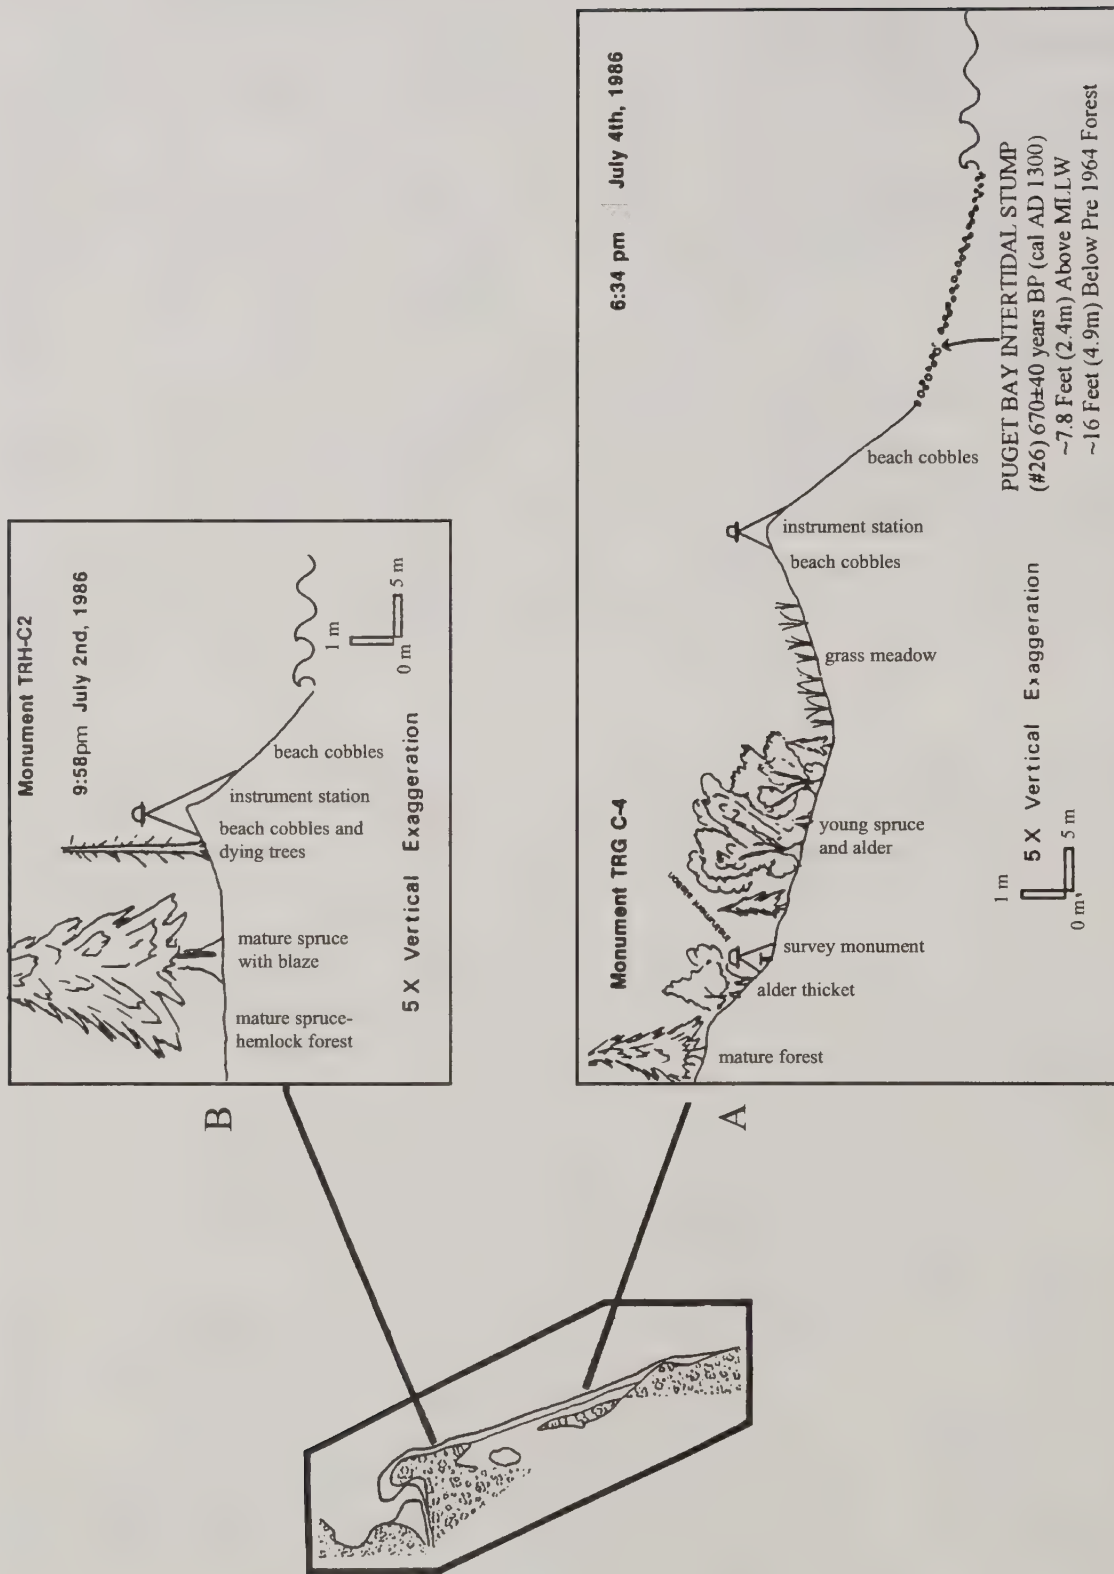 Monument TRH-C2
9:58pm July 2nd, 1986
beach cobbles
instrument station
beach cobbles and
dying trees
mature spruce
with blaze
mature spruce-
hemlock forest
1 m
0 m
5 m
5 X Vertical Exaggeration
B
Monument TRG C-4
6:34 pm July 4th, 1986
beach cobbles
instrument station
beach cobbles
grass meadow
young spruce
and alder
instrument station
survey monument
alder thicket
mature forest
PUGET BAY INTERTIDAL STUMP
(#26) 670±40 years BP (cal AD 1300)
~7.8 Feet (2.4m) Above MLLW
~16 Feet (4.9m) Below Pre 1964 Forest
1 m
0 m
5 m
5 X Vertical Exaggeration
A